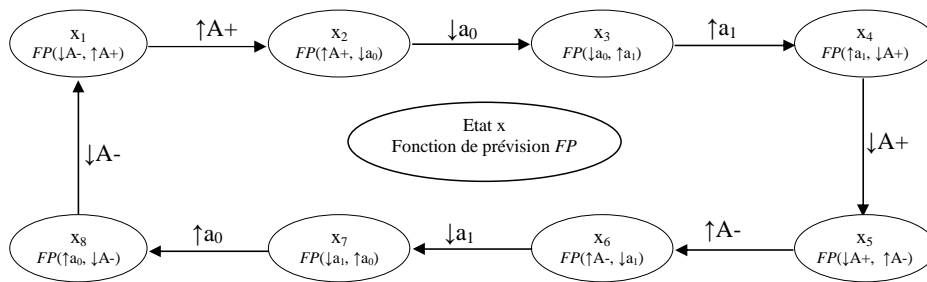 x₁
FP(↓A-, ↑A+)
↑A+
x₂
FP(↑A+, ↓a₀)
↓a₀
x₃
FP(↓a₀, ↑a₁)
↑a₁
x₄
FP(↑a₁, ↓A+)
Etat x
Fonction de prévision FP
↓A-
↓A+
x₈
FP(↑a₀, ↓A-)
↑a₀
x₇
FP(↓a₁, ↑a₀)
↓a₁
x₆
FP(↑A-, ↓a₁)
↑A-
x₅
FP(↓A+, ↑A-)